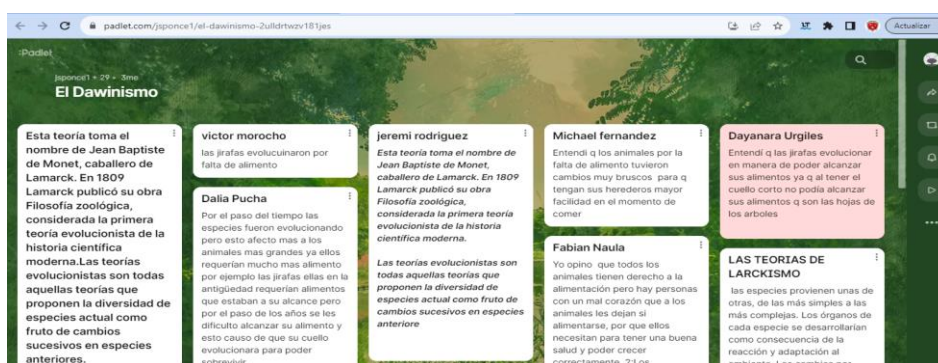 padlet.com/jsponce1/el-dawinismo-2ulldrtwzv181jes
Actualizar
:Padlet
jsponce1 • 29 • 3me
El Dawinismo
Esta teoría toma el
nombre de Jean Baptiste
de Monet, caballero de
Lamarck. En 1809
Lamarck publicó su obra
Filosofía zoológica,
considerada la primera
teoría evolucionista de la
historia científica
moderna.Las teorías
evolucionistas son todas
aquellas teorías que
proponen la diversidad de
especies actual como
fruto de cambios
sucesivos en especies
anteriores.
victor morocho
las jirafas evolucuinaron por
falta de alimento
Dalia Pucha
Por el paso del tiempo las
especies fueron evolucionando
pero esto afecto mas a los
animales mas grandes ya ellos
requerían mucho mas alimento
por ejemplo las jirafas ellas en la
antigüedad requerían alimentos
que estaban a su alcance pero
por el paso de los años se les
dificulto alcanzar su alimento y
esto causo de que su cuello
evolucionara para poder
sobrevivir
jeremi rodriguez
Esta teoría toma el nombre de
Jean Baptiste de Monet,
caballero de Lamarck. En 1809
Lamarck publicó su obra
Filosofía zoológica,
considerada la primera teoría
evolucionista de la historia
científica moderna.
Las teorías evolucionistas son
todas aquellas teorías que
proponen la diversidad de
especies actual como fruto de
cambios sucesivos en especies
anteriore
Michael fernandez
Entendi q los animales por la
falta de alimento tuvieron
cambios muy bruscos para q
tengan sus herederos mayor
facilidad en el momento de
comer
Fabian Naula
Yo opino que todos los
animales tienen derecho a la
alimentación pero hay personas
con un mal corazón que a los
animales les dejan si
alimentarse, por que ellos
necesitan para tener una buena
salud y poder crecer
correctamente. 2Los
Dayanara Urgiles
Entendí q las jirafas evolucionar
en manera de poder alcanzar
sus alimentos ya q al tener el
cuello corto no podía alcanzar
sus alimentos q son las hojas de
los arboles
LAS TEORIAS DE
LARCKISMO
las especies provienen unas de
otras, de las más simples a las
más complejas. Los órganos de
cada especie se desarrollarían
como consecuencia de la
reacción y adaptación al
ambiente. Los cambios por